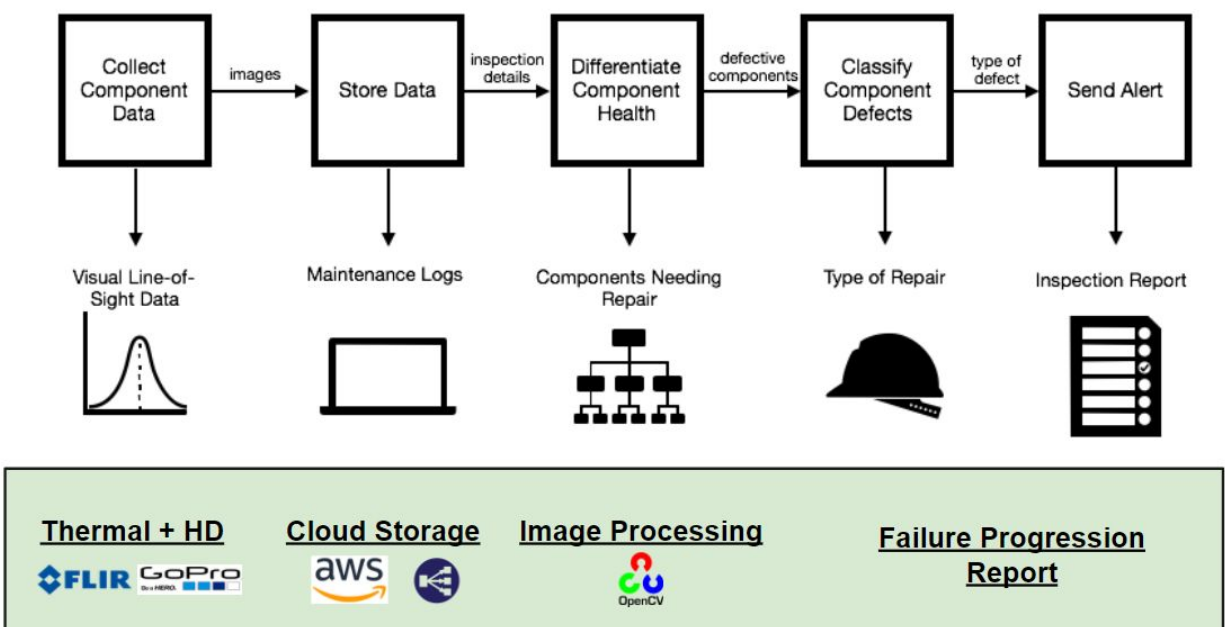 Collect
Component
Data
images
Store Data
inspection
details
Differentiate
Component
Health
defective
components
Classify
Component
Defects
type of
defect
Send Alert
Visual Line-of-
Sight Data
Maintenance Logs
Components Needing
Repair
Type of Repair
Inspection Report
Thermal + HD
FLIR
GoPro
Be a HERO.
Cloud Storage
aws
Image Processing
OpenCV
Failure Progression
Report